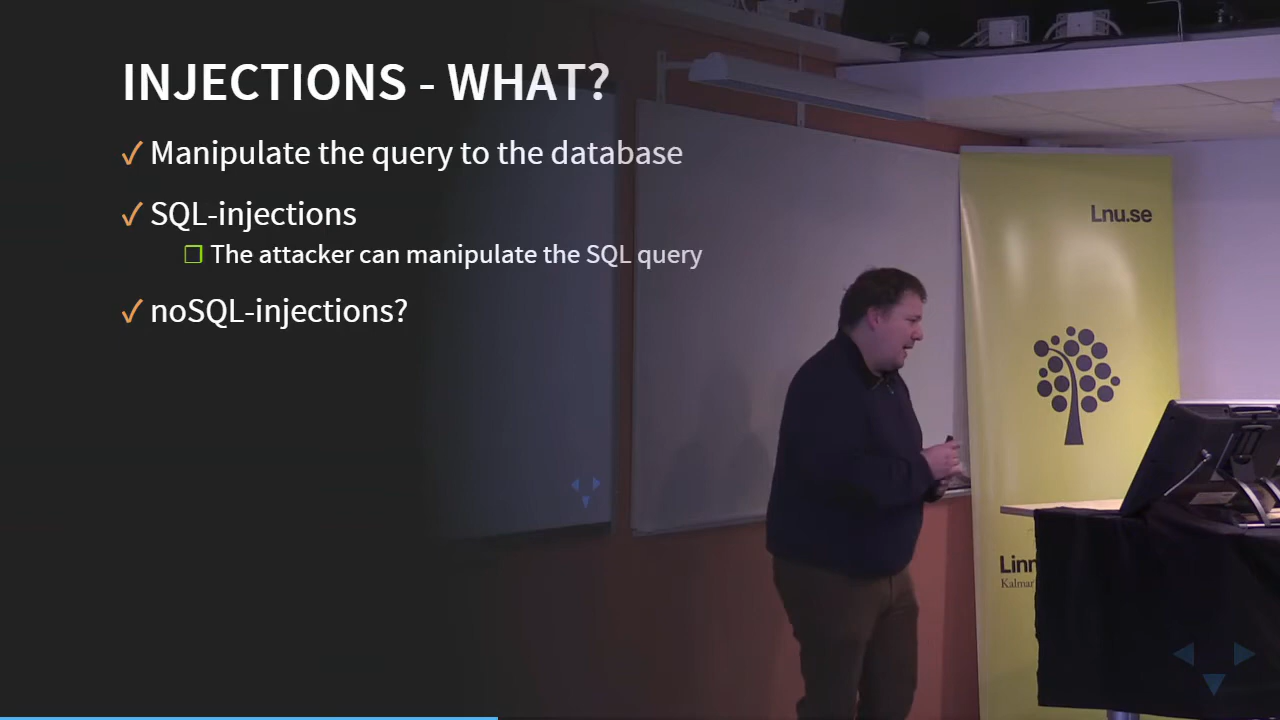 INJECTIONS - WHAT?
✓ Manipulate the query to the database
✓ SQL-injections
❒ The attacker can manipulate the SQL query
✓ noSQL-injections?
Lnu.se
Linn
Kalmar